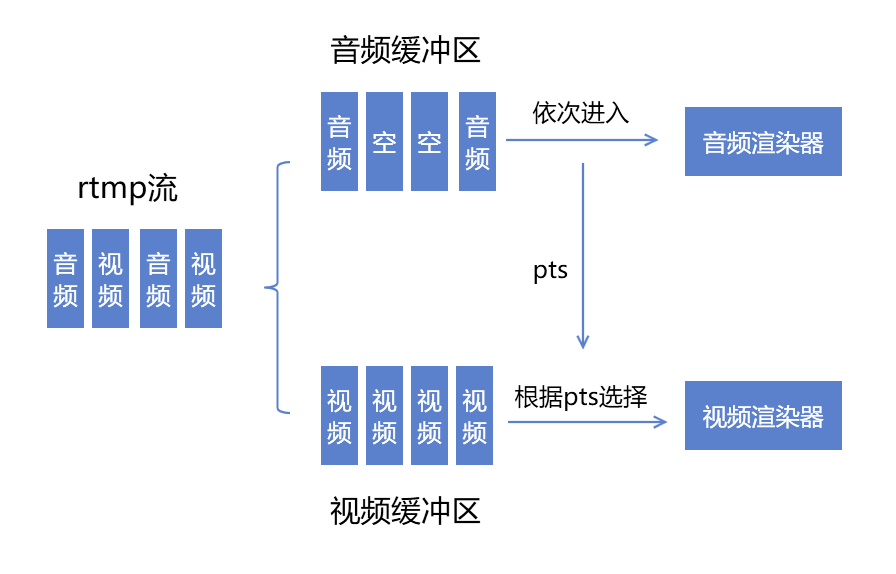 音频缓冲区
音频
空
空
音频
依次进入
音频渲染器
rtmp流
音频
视频
音频
视频
pts
视频
视频
视频
视频
根据pts选择
视频渲染器
视频缓冲区